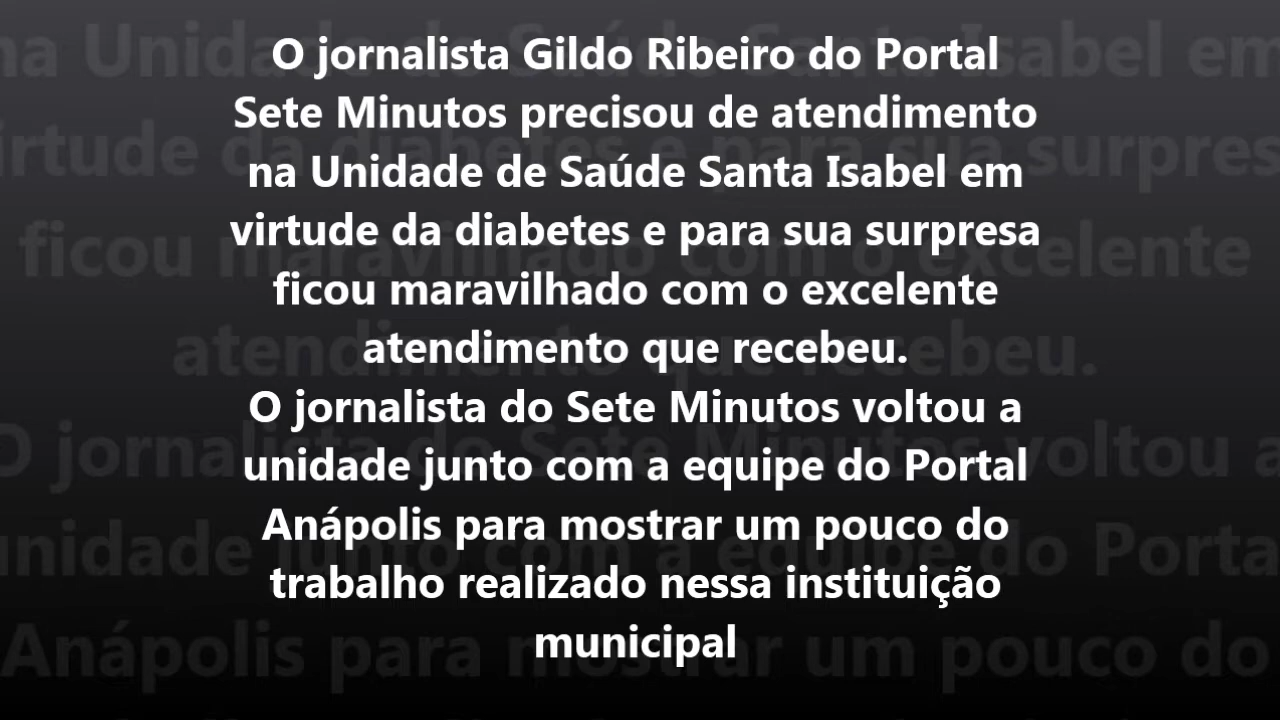 O jornalista Gildo Ribeiro do Portal
Sete Minutos precisou de atendimento
na Unidade de Saúde Santa Isabel em
virtude da diabetes e para sua surpresa
ficou maravilhado com o excelente
atendimento que recebeu.
O jornalista do Sete Minutos voltou a
unidade junto com a equipe do Portal
Anápolis para mostrar um pouco do
trabalho realizado nessa instituição
municipal